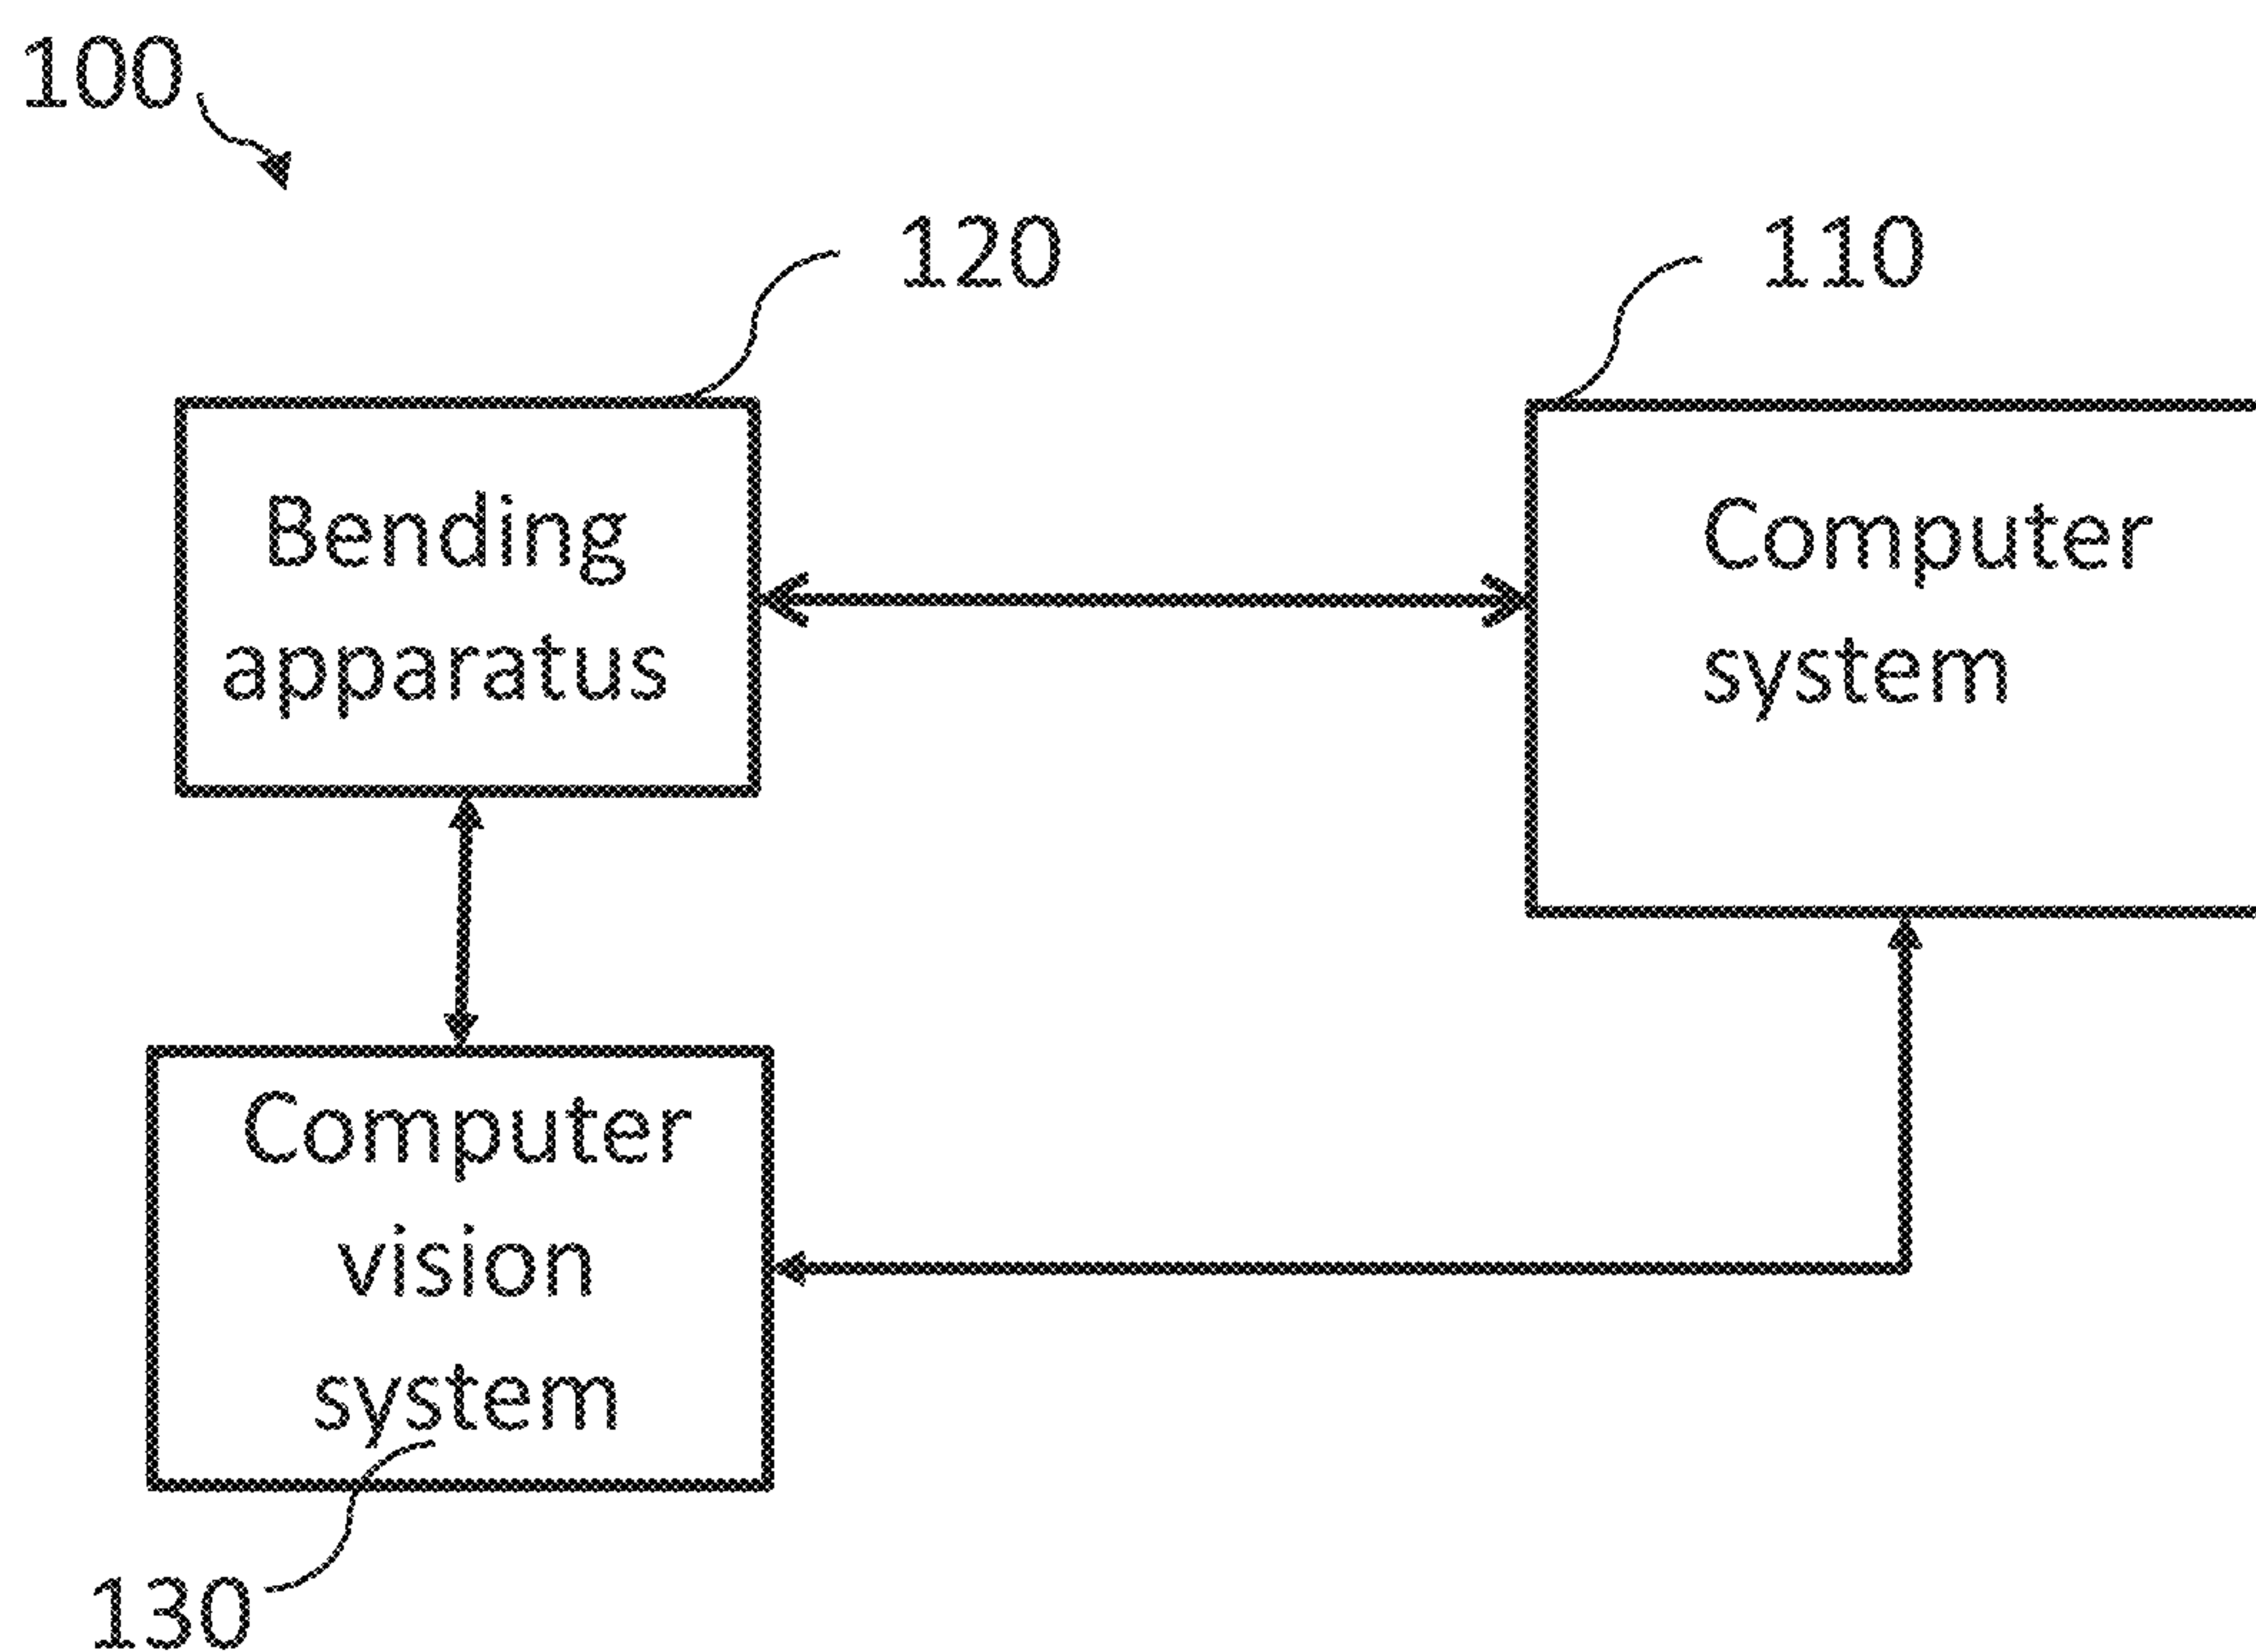 100
120
110
Bending
apparatus
Computer
system
Computer
vision
system
130